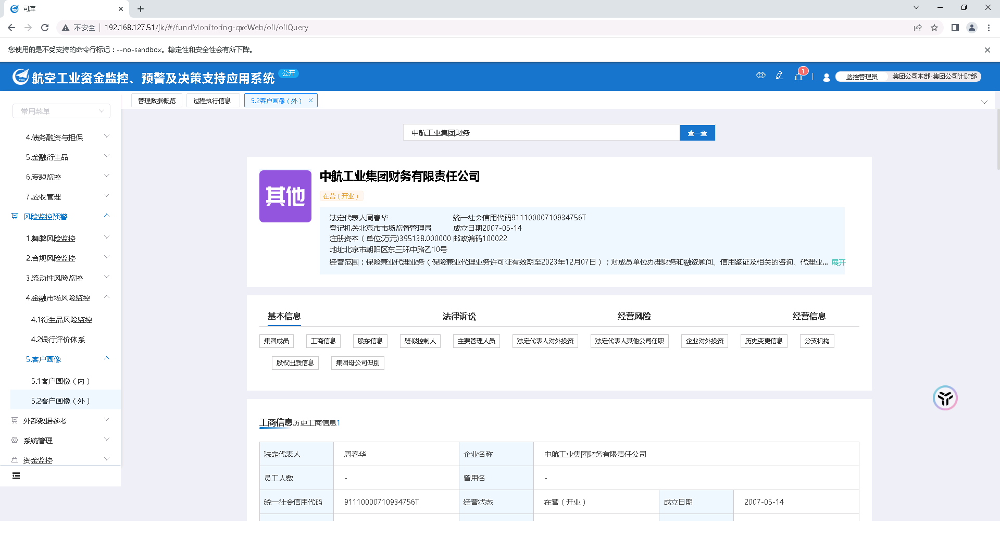 司库
不安全 192.168.127.51/jk/#/fundMonitoring-qxcWeb/oil/oilQuery
您使用的是不受支持的命令行标记：--no-sandbox。稳定性和安全性会有所下降。
AVIC 航空工业资金监控、预警及决策支持应用系统 公开
1 监控管理员 集团公司本部-集团公司计财部
管理数据概览 过程执行信息 5.2客户画像（外）
常用菜单
4.债务融资与担保
5.金融衍生品
6.专题监控
7.应收管理
风险监控预警
1.舞弊风险监控
2.合规风险监控
3.流动性风险监控
4.金融市场风险监控
4.1衍生品风险监控
4.2银行评价体系
5.客户画像
5.1客户画像（内）
5.2客户画像（外）
外部数据参考
系统管理
资金监控
中航工业集团财务 查一查
其他
中航工业集团财务有限责任公司
在营（开业）
法定代表人周春华 统一社会信用代码91110000710934756T
登记机关北京市市场监督管理局 成立日期2007-05-14
注册资本（单位:万元)395138.000000 邮政编码100022
地址北京市朝阳区东三环中路乙10号
经营范围：保险兼业代理业务（保险兼业代理业务许可证有效期至2023年12月07日）；对成员单位办理财务和融资顾问、信用鉴证及相关的咨询、代理业... 展开
基本信息 法律诉讼 经营风险 经营信息
集团成员 工商信息 股东信息 疑似控制人 主要管理人员 法定代表人对外投资 法定代表人其他公司任职 企业对外投资 历史变更信息 分支机构
股权出质信息 集团母公司识别
工商信息历史工商信息1
法定代表人 周春华 企业名称 中航工业集团财务有限责任公司
员工人数 - 曾用名 -
统一社会信用代码 91110000710934756T 经营状态 在营（开业） 成立日期 2007-05-14